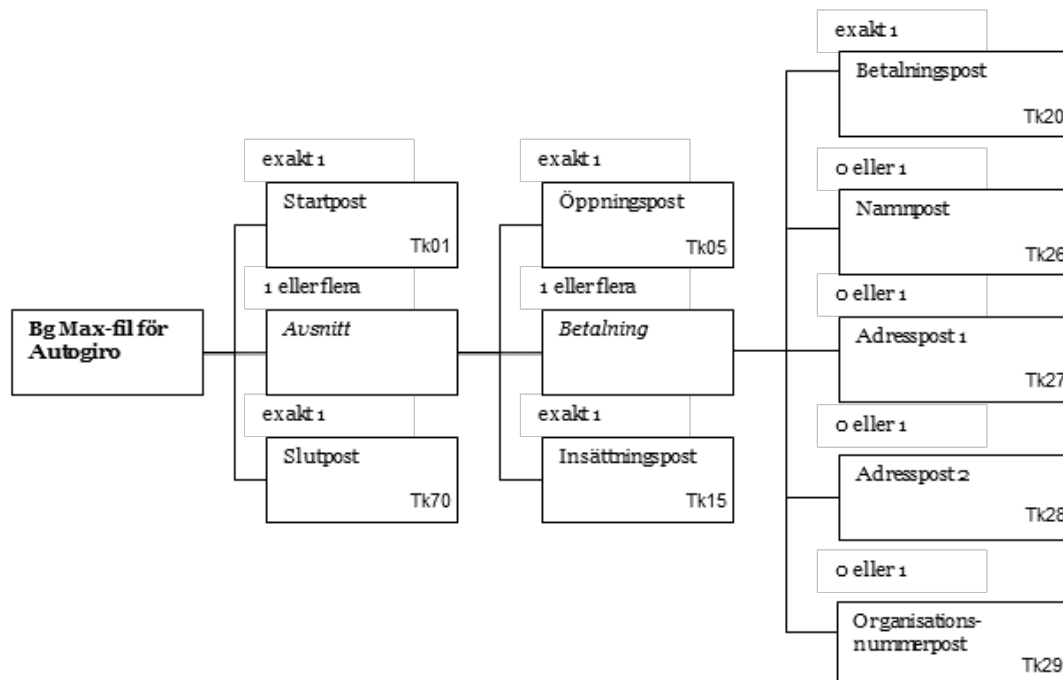 Bg Max-fil för
Autogiro
exakt 1
Startpost
Tk01
1 eller flera
Avsnitt
exakt 1
Slutpost
Tk70
exakt 1
Öppningspost
Tk05
1 eller flera
Betalning
exakt 1
Insättningspost
Tk15
exakt 1
Betalningspost
Tk20
0 eller 1
Namnpost
Tk26
0 eller 1
Adresspost 1
Tk27
0 eller 1
Adresspost 2
Tk28
0 eller 1
Organisations-
nummerpost
Tk29